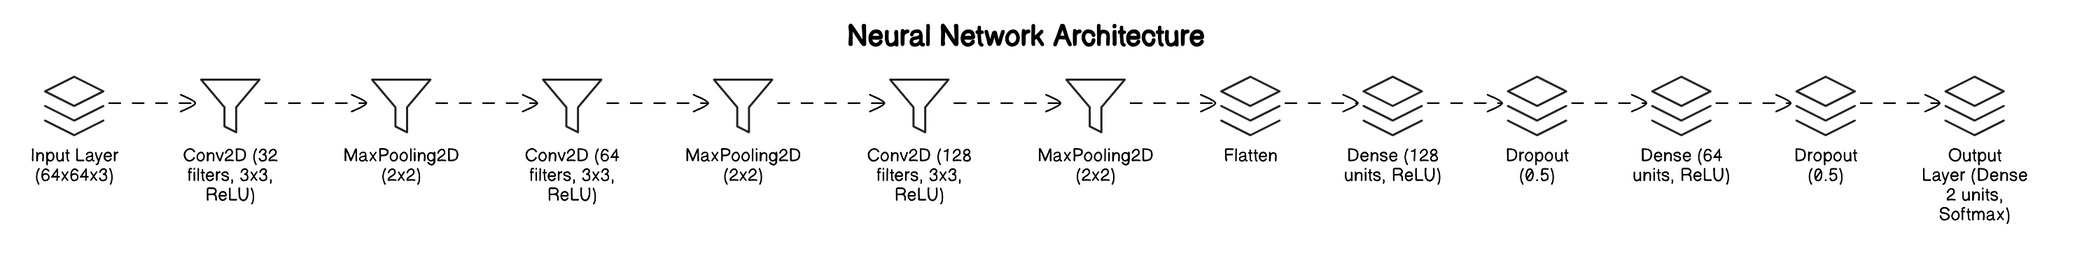 Neural Network Architecture
Input Layer
(64x64x3)
Conv2D (32
filters, 3x3,
ReLU)
MaxPooling2D
(2x2)
Conv2D (64
filters, 3x3,
ReLU)
MaxPooling2D
(2x2)
Conv2D (128
filters, 3x3,
ReLU)
MaxPooling2D
(2x2)
Flatten
Dense (128
units, ReLU)
Dropout
(0.5)
Dense (64
units, ReLU)
Dropout
(0.5)
Output
Layer (Dense
2 units,
Softmax)